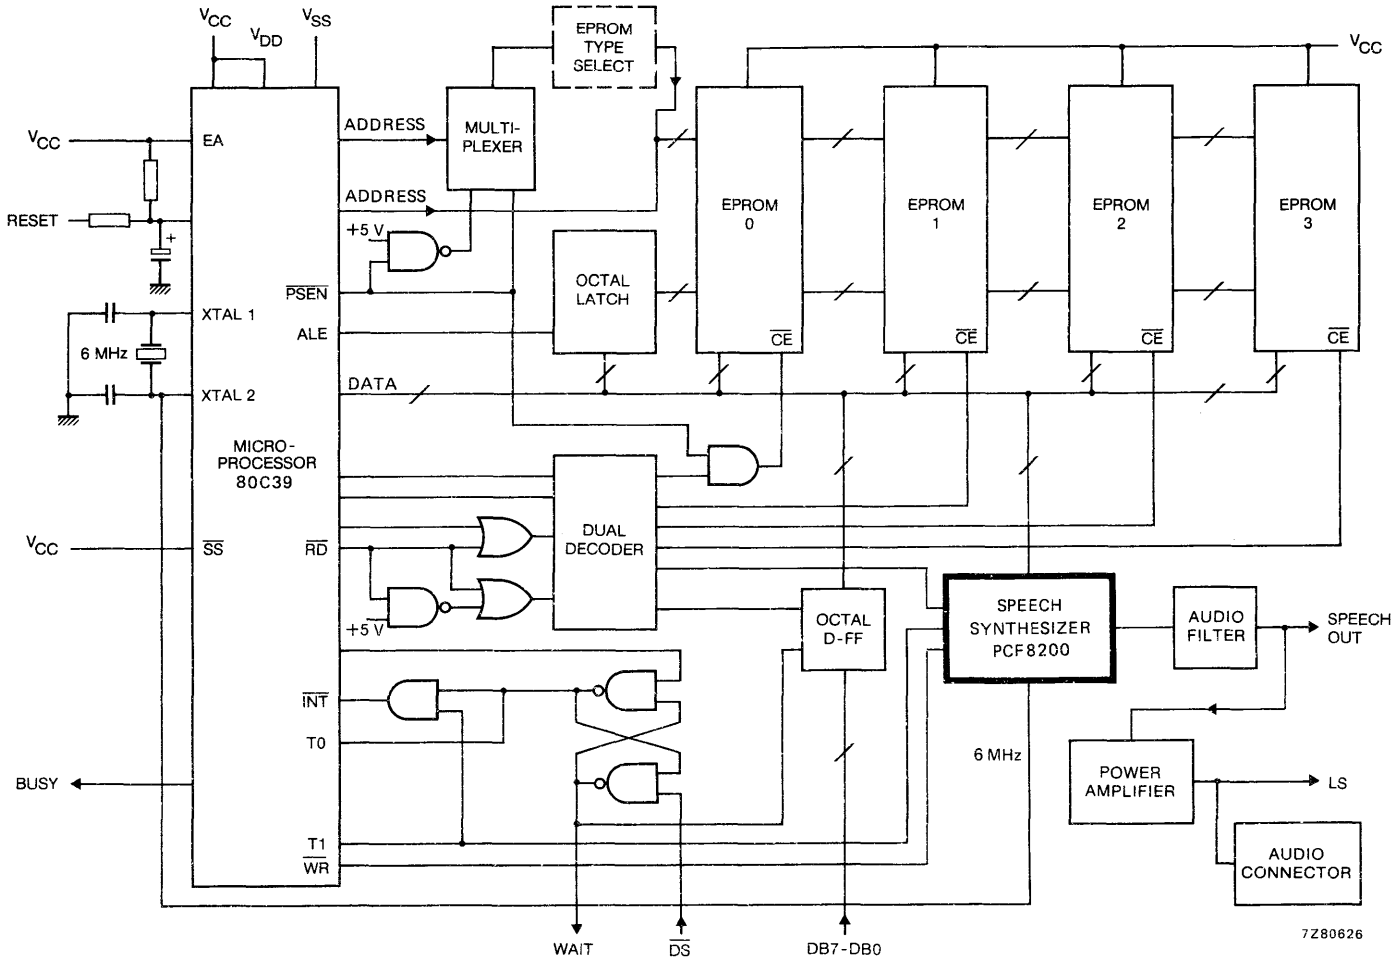 VCC
VDD
VSS
EPROM
TYPE
SELECT
VCC
VCC
EA
ADDRESS
MULTI-
PLEXER
RESET
ADDRESS
+5 V
EPROM
0
EPROM
1
EPROM
2
EPROM
3
+
PSEN
OCTAL
LATCH
XTAL 1
ALE
CE
CE
CE
CE
6 MHz
XTAL 2
DATA
MICRO-
PROCESSOR
80C39
VCC
SS
RD
DUAL
DECODER
+5 V
OCTAL
D-FF
SPEECH
SYNTHESIZER
PCF8200
AUDIO
FILTER
SPEECH
OUT
INT
T0
6 MHz
BUSY
POWER
AMPLIFIER
LS
T1
WR
AUDIO
CONNECTOR
WAIT
DS
DB7-DB0
7Z80626